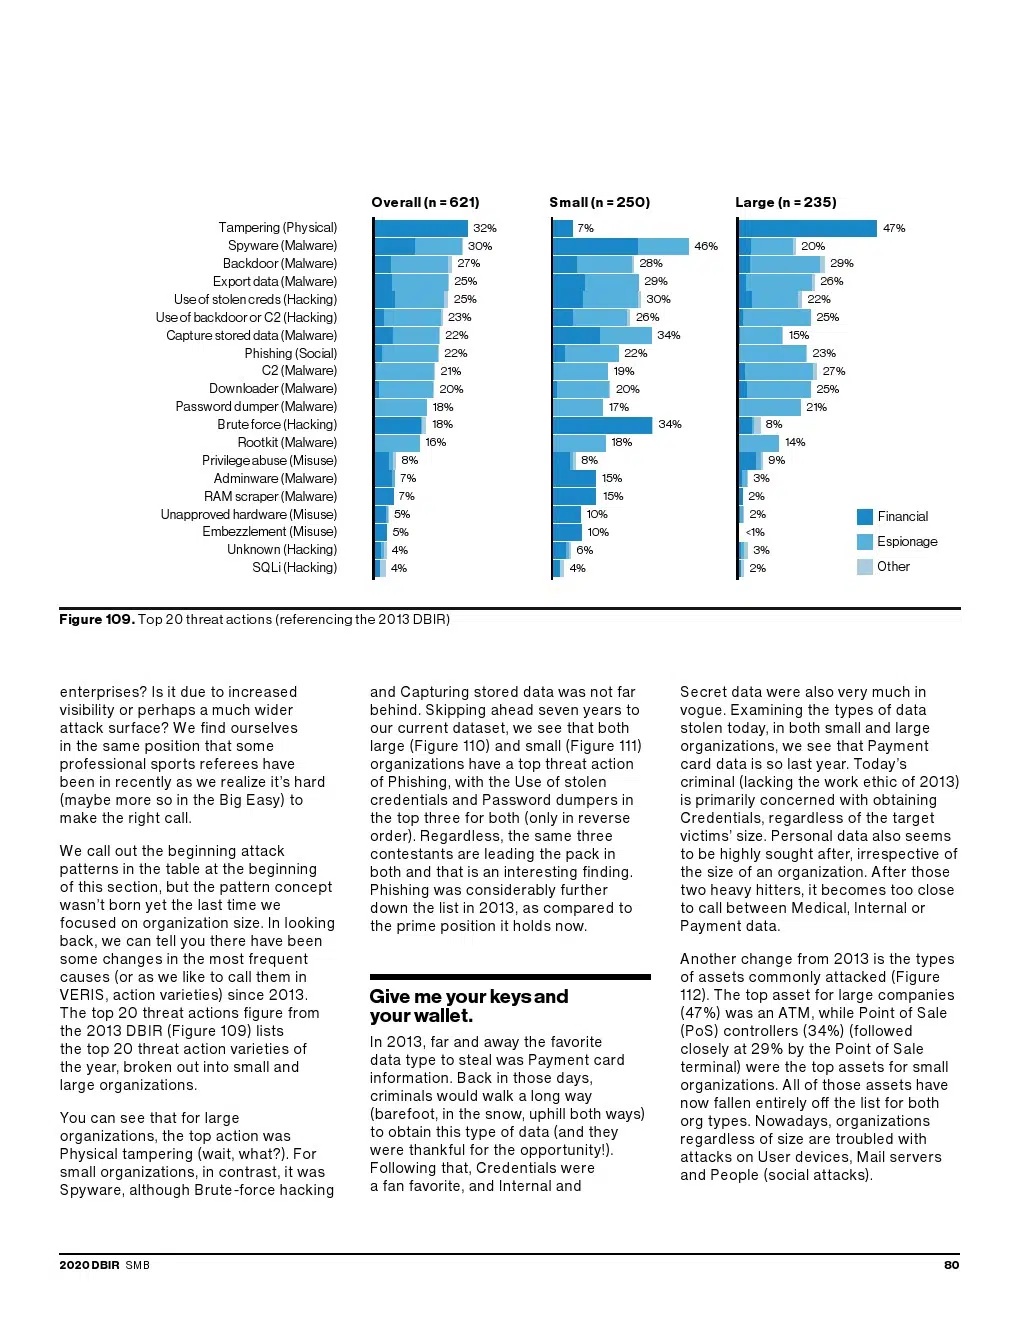 Overall (n = 621) Small (n = 250) Large (n = 235)
Tampering (Physical) 32% 7% 47%
Spyware (Malware) 30% 46% 20%
Backdoor (Malware) 27% 28% 29%
Export data (Malware) 25% 29% 26%
Use of stolen creds (Hacking) 25% 30% 22%
Use of backdoor or C2 (Hacking) 23% 26% 25%
Capture stored data (Malware) 22% 34% 15%
Phishing (Social) 22% 22% 23%
C2 (Malware) 21% 19% 27%
Downloader (Malware) 20% 20% 25%
Password dumper (Malware) 18% 17% 21%
Brute force (Hacking) 18% 34% 8%
Rootkit (Malware) 16% 18% 14%
Privilege abuse (Misuse) 8% 8% 9%
Adminware (Malware) 7% 15% 3%
RAM scraper (Malware) 7% 15% 2%
Unapproved hardware (Misuse) 5% 10% 2%
Embezzlement (Misuse) 5% 10% <1%
Unknown (Hacking) 4% 6% 3%
SQLi (Hacking) 4% 4% 2%
Financial
Espionage
Other
Figure 109. Top 20 threat actions (referencing the 2013 DBIR)
enterprises? Is it due to increased
visibility or perhaps a much wider
attack surface? We find ourselves
in the same position that some
professional sports referees have
been in recently as we realize it's hard
(maybe more so in the Big Easy) to
make the right call.
We call out the beginning attack
patterns in the table at the beginning
of this section, but the pattern concept
wasn't born yet the last time we
focused on organization size. In looking
back, we can tell you there have been
some changes in the most frequent
causes (or as we like to call them in
VERIS, action varieties) since 2013.
The top 20 threat actions figure from
the 2013 DBIR (Figure 109) lists
the top 20 threat action varieties of
the year, broken out into small and
large organizations.
You can see that for large
organizations, the top action was
Physical tampering (wait, what?). For
small organizations, in contrast, it was
Spyware, although Brute-force hacking
and Capturing stored data was not far
behind. Skipping ahead seven years to
our current dataset, we see that both
large (Figure 110) and small (Figure 111)
organizations have a top threat action
of Phishing, with the Use of stolen
credentials and Password dumpers in
the top three for both (only in reverse
order). Regardless, the same three
contestants are leading the pack in
both and that is an interesting finding.
Phishing was considerably further
down the list in 2013, as compared to
the prime position it holds now.
Give me your keys and
your wallet.
In 2013, far and away the favorite
data type to steal was Payment card
information. Back in those days,
criminals would walk a long way
(barefoot, in the snow, uphill both ways)
to obtain this type of data (and they
were thankful for the opportunity!).
Following that, Credentials were
a fan favorite, and Internal and
Secret data were also very much in
vogue. Examining the types of data
stolen today, in both small and large
organizations, we see that Payment
card data is so last year. Today's
criminal (lacking the work ethic of 2013)
is primarily concerned with obtaining
Credentials, regardless of the target
victims' size. Personal data also seems
to be highly sought after, irrespective of
the size of an organization. After those
two heavy hitters, it becomes too close
to call between Medical, Internal or
Payment data.
Another change from 2013 is the types
of assets commonly attacked (Figure
112). The top asset for large companies
(47%) was an ATM, while Point of Sale
(PoS) controllers (34%) (followed
closely at 29% by the Point of Sale
terminal) were the top assets for small
organizations. All of those assets have
now fallen entirely off the list for both
org types. Nowadays, organizations
regardless of size are troubled with
attacks on User devices, Mail servers
and People (social attacks).
2020 DBIR SMB 80